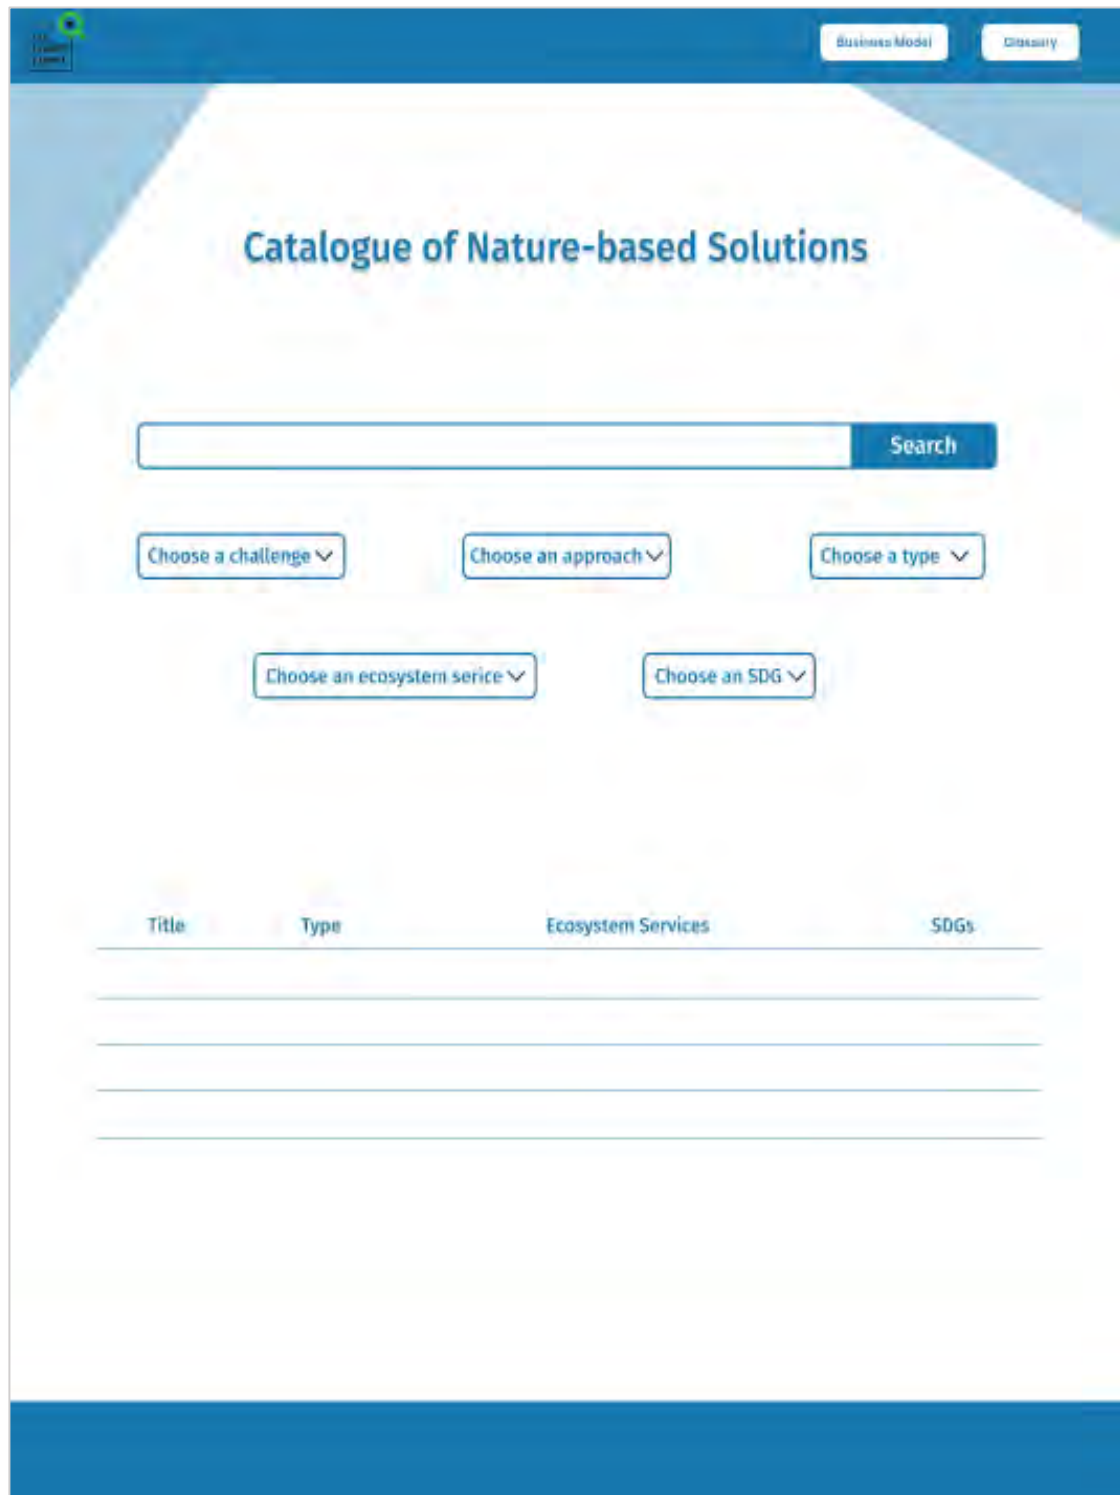 Business Model Glossary
Catalogue of Nature-based Solutions
Search
Choose a challenge Choose an approach Choose a type
Choose an ecosystem serice Choose an SDG
Title Type Ecosystem Services SDGs